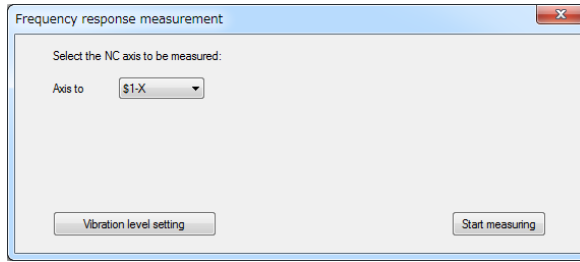 Frequency response measurement
Select the NC axis to be measured:
Axis to $1-X
Vibration level setting Start measuring